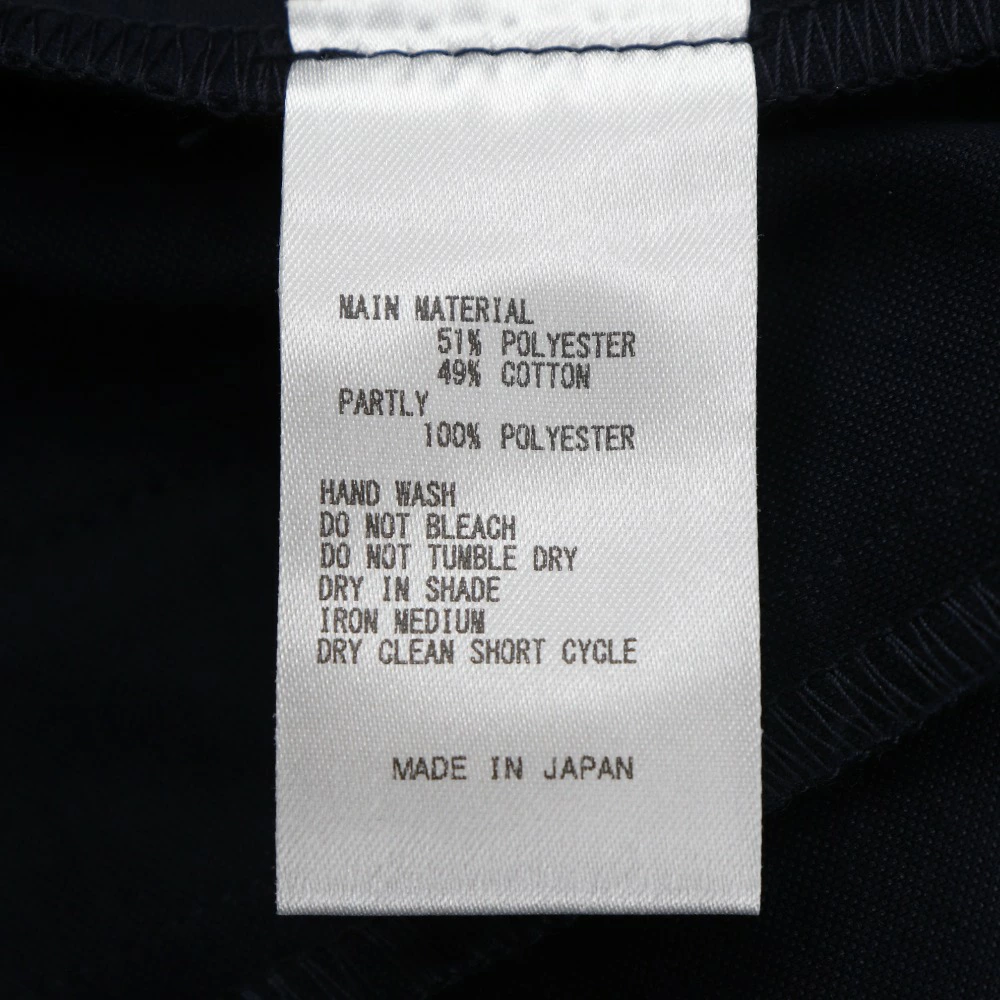 MAIN MATERIAL
51% POLYESTER
49% COTTON
PARTLY
100% POLYESTER
HAND WASH
DO NOT BLEACH
DO NOT TUMBLE DRY
DRY IN SHADE
IRON MEDIUM
DRY CLEAN SHORT CYCLE
MADE IN JAPAN